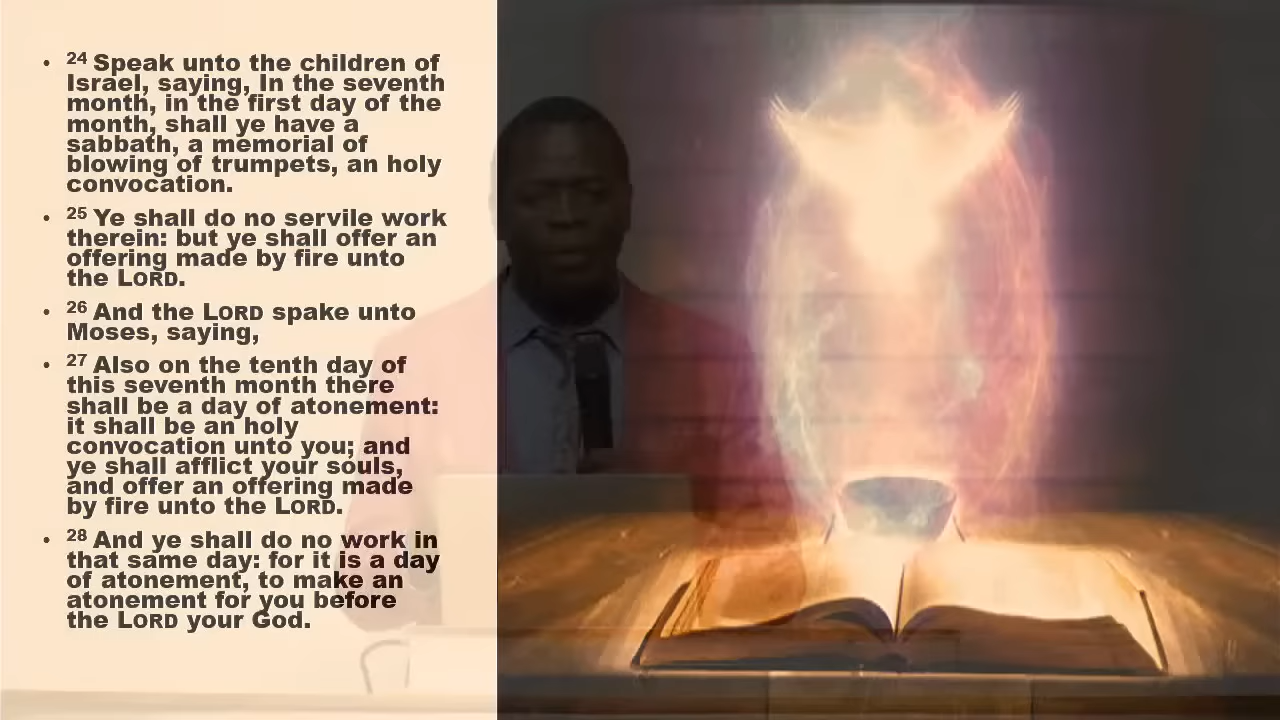 • 24 Speak unto the children of
Israel, saying, In the seventh
month, in the first day of the
month, shall ye have a
sabbath, a memorial of
blowing of trumpets, an holy
convocation.
• 25 Ye shall do no servile work
therein: but ye shall offer an
offering made by fire unto
the LORD.
• 26 And the LORD spake unto
Moses, saying,
• 27 Also on the tenth day of
this seventh month there
shall be a day of atonement:
it shall be an holy
convocation unto you; and
ye shall afflict your souls,
and offer an offering made
by fire unto the LORD.
• 28 And ye shall do no work in
that same day: for it is a day
of atonement, to make an
atonement for you before
the LORD your God.